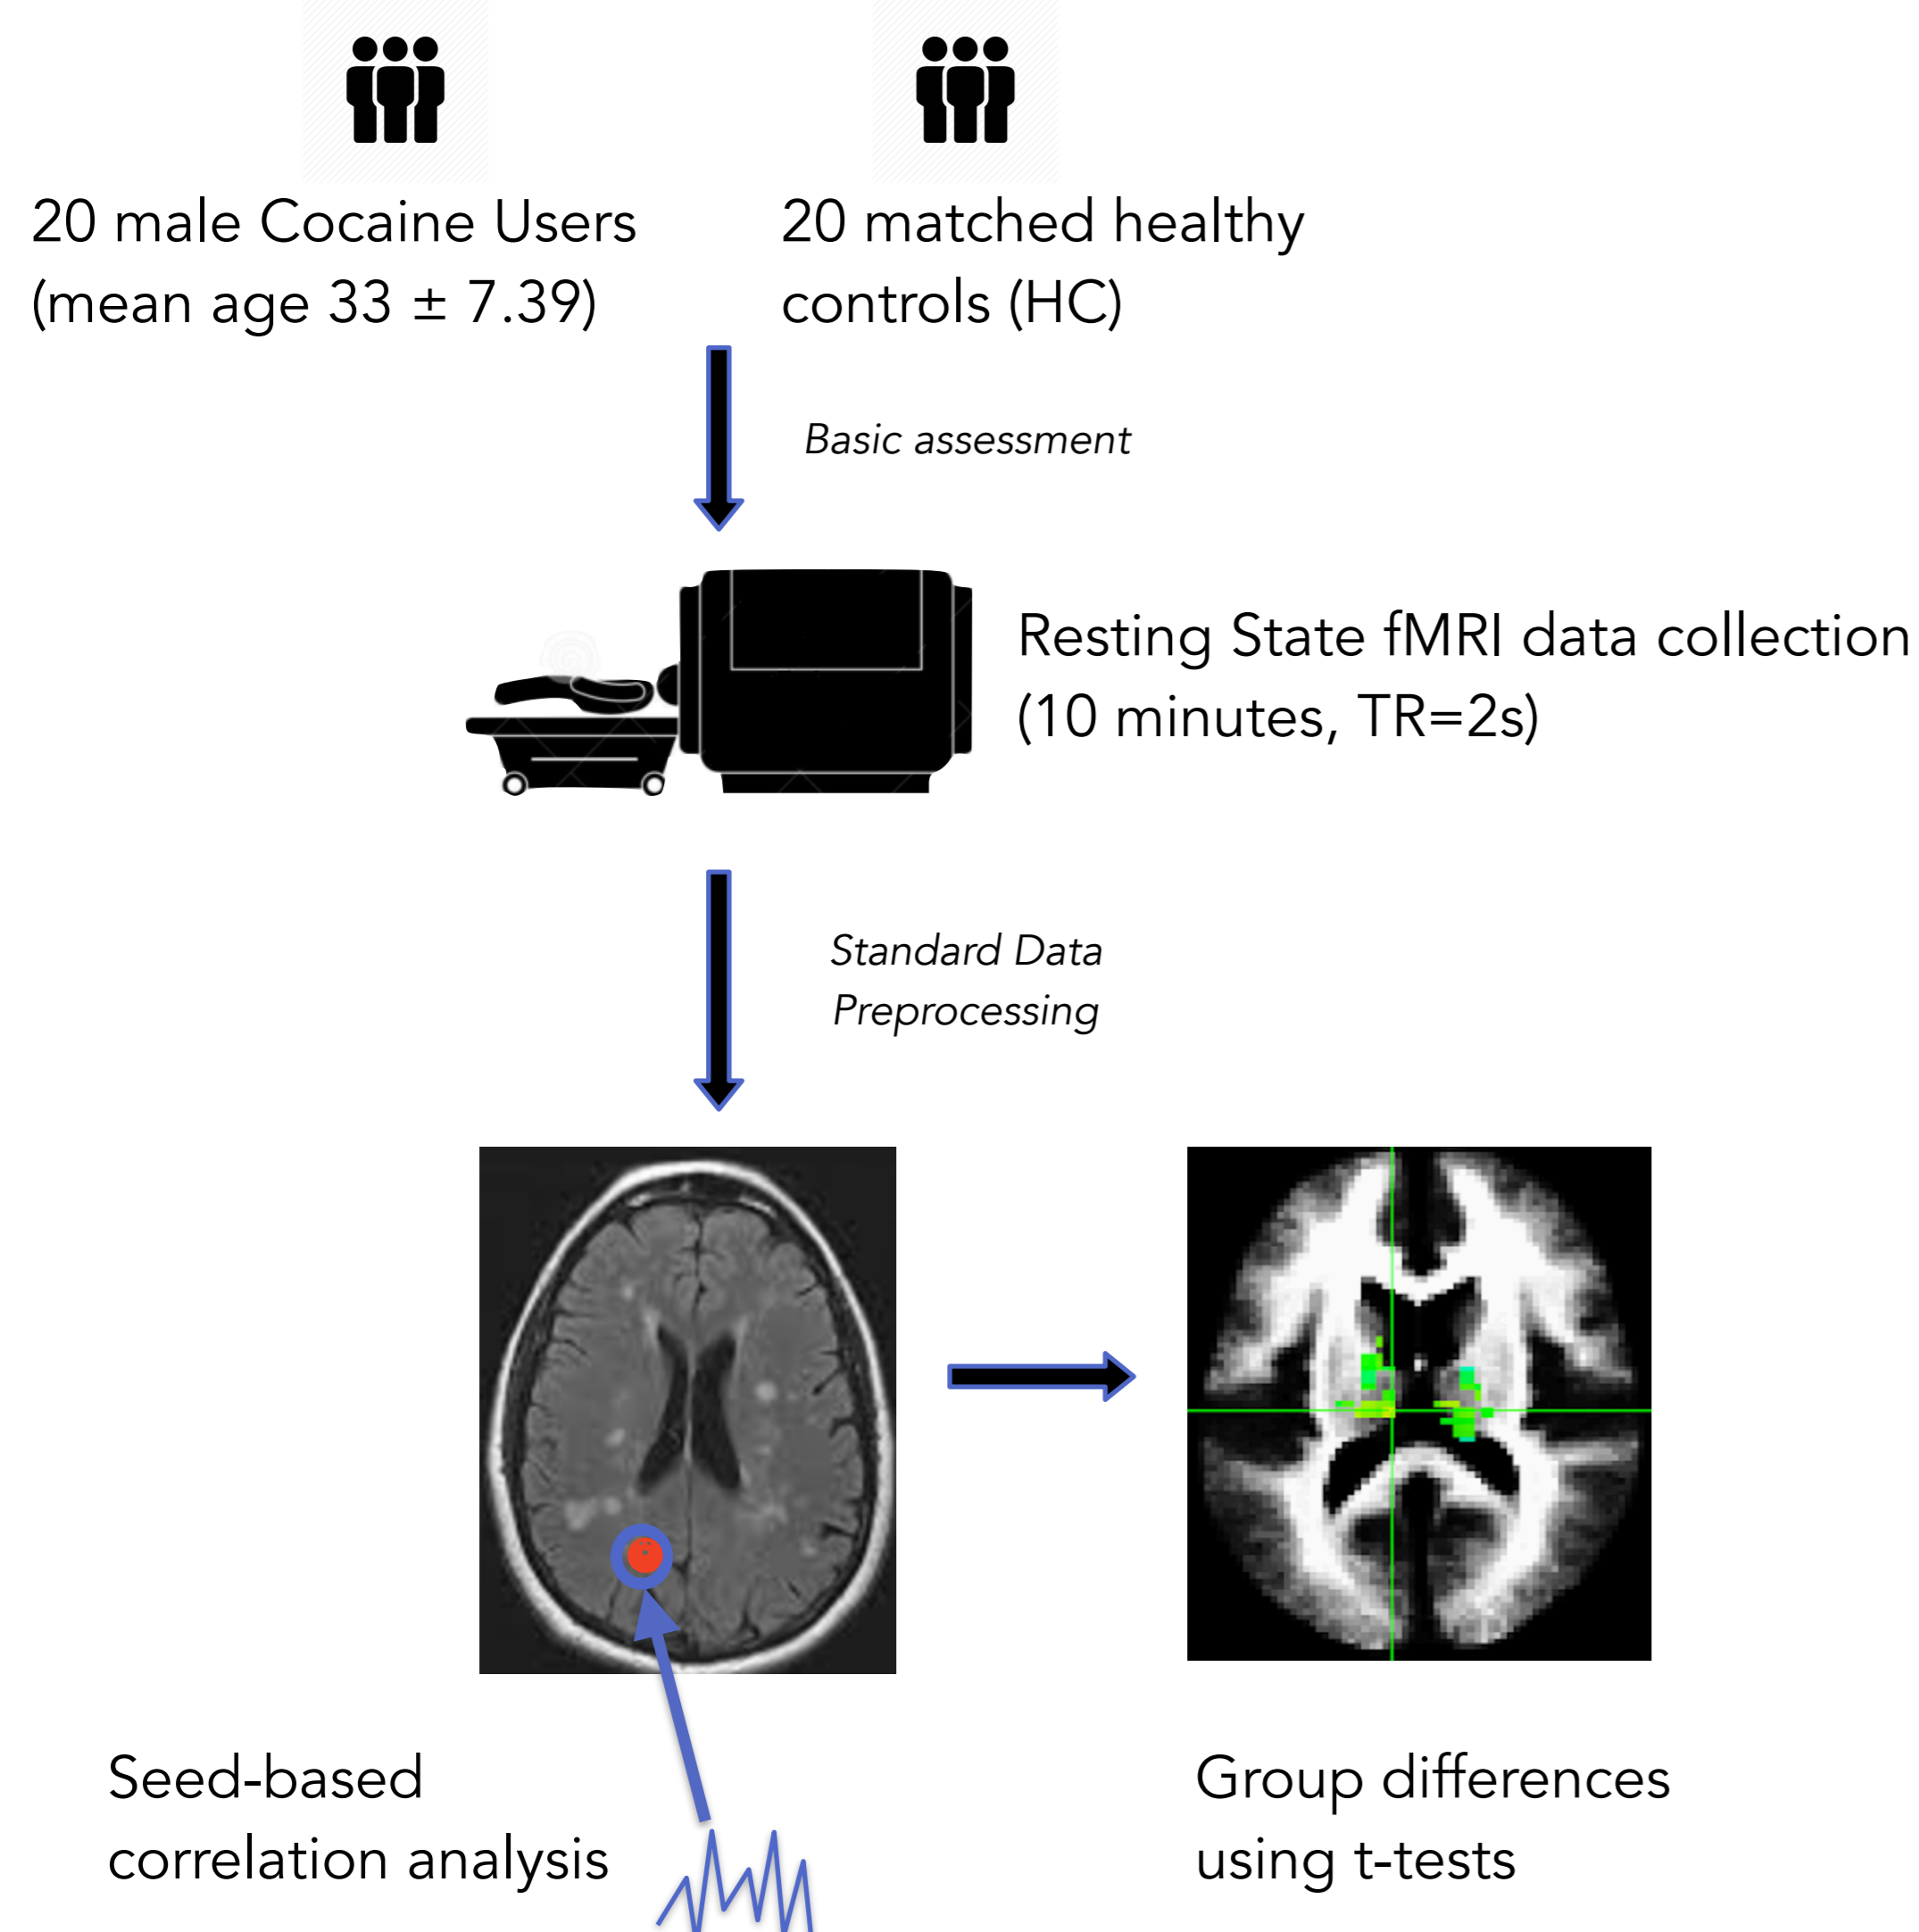 20 male Cocaine Users
(mean age 33 ± 7.39)
20 matched healthy
controls (HC)
Basic assessment
Resting State fMRI data collection
(10 minutes, TR=2s)
Standard Data
Preprocessing
Seed-based
correlation analysis
Group differences
using t-tests